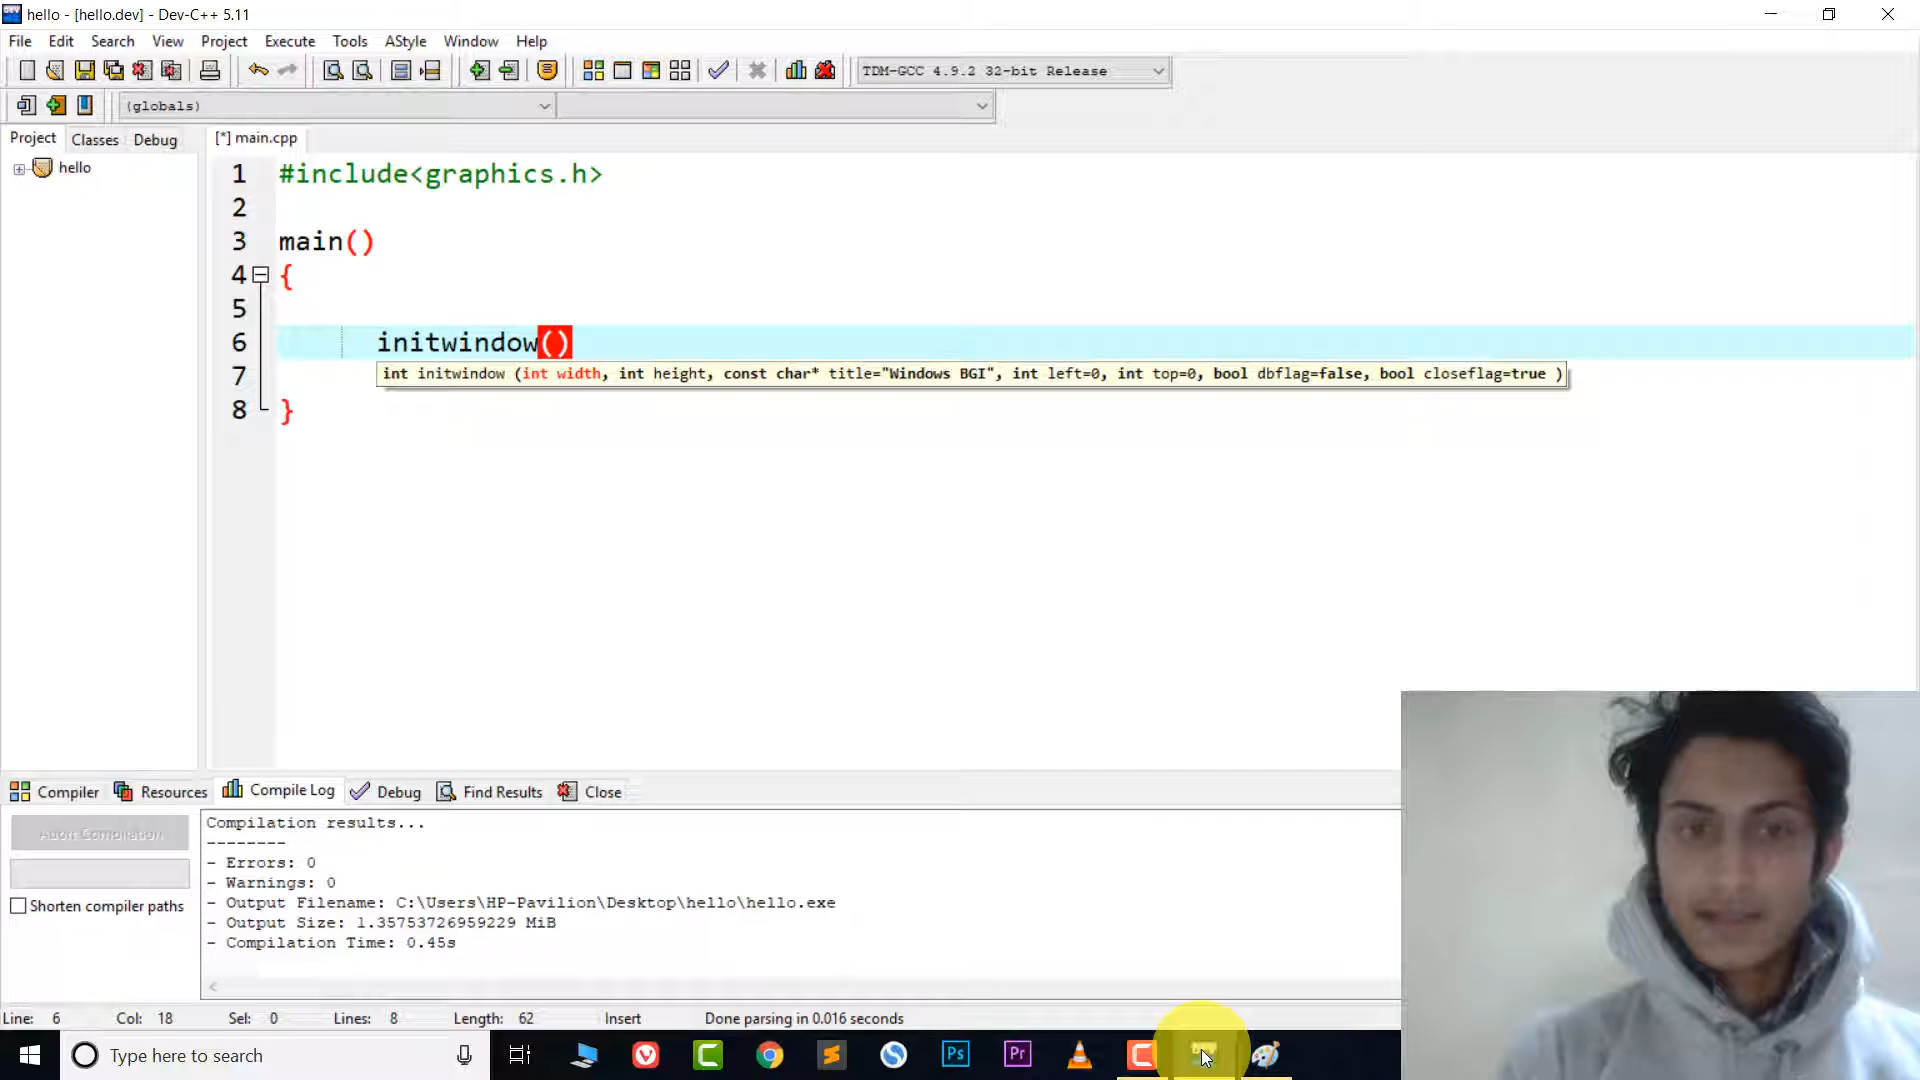 hello - [hello.dev] - Dev-C++ 5.11
File Edit Search View Project Execute Tools AStyle Window Help
TDM-GCC 4.9.2 32-bit Release
(globals)
Project Classes Debug [*] main.cpp
hello
1 #include<graphics.h>
2
3 main()
4 {
5
6 initwindow()
7 int initwindow (int width, int height, const char* title="Windows BGI", int left=0, int top=0, bool dbflag=false, bool closeflag=true )
8 }
Compiler Resources Compile Log Debug Find Results Close
Abort Compilation
Shorten compiler paths
Compilation results...
--------
- Errors: 0
- Warnings: 0
- Output Filename: C:\Users\HP-Pavilion\Desktop\hello\hello.exe
- Output Size: 1.35753726959229 MiB
- Compilation Time: 0.45s
Line: 6 Col: 18 Sel: 0 Lines: 8 Length: 62 Insert Done parsing in 0.016 seconds
Type here to search
Ps
Pr